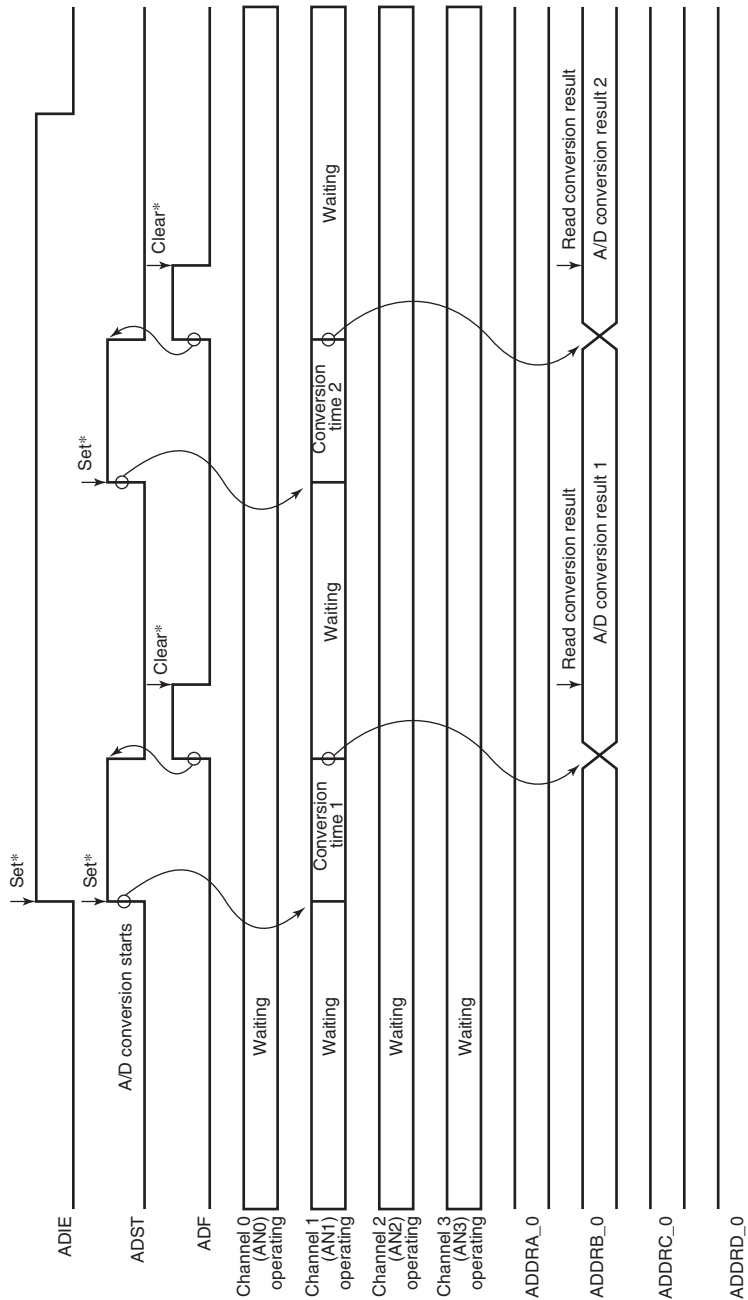 Set*
ADIE
Set*
Set*
A/D conversion starts
ADST
Clear*
Clear*
ADF
Channel 0
(AN0)
operating
Waiting
Channel 1
(AN1)
operating
Waiting
Conversion
time 1
Waiting
Conversion
time 2
Waiting
Channel 2
(AN2)
operating
Waiting
Channel 3
(AN3)
operating
Waiting
ADDRA_0
Read conversion result
Read conversion result
ADDRB_0
A/D conversion result 1
A/D conversion result 2
ADDRC_0
ADDRD_0